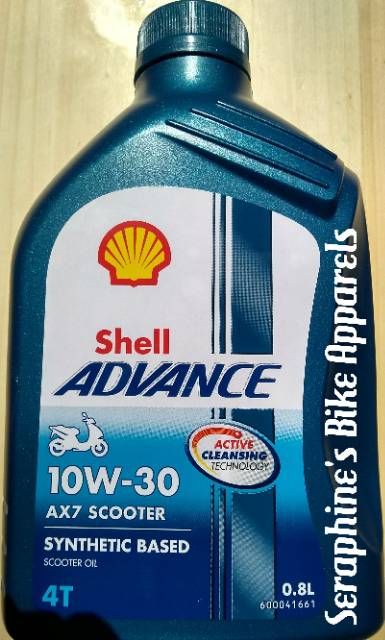 Shell
ADVANCE
ACTIVE
CLEANSING
TECHNOLOGY
10W-30
AX7 SCOOTER
SYNTHETIC BASED
SCOOTER OIL
4T
0.8L
600041661
Seraphine's Bike Apparels